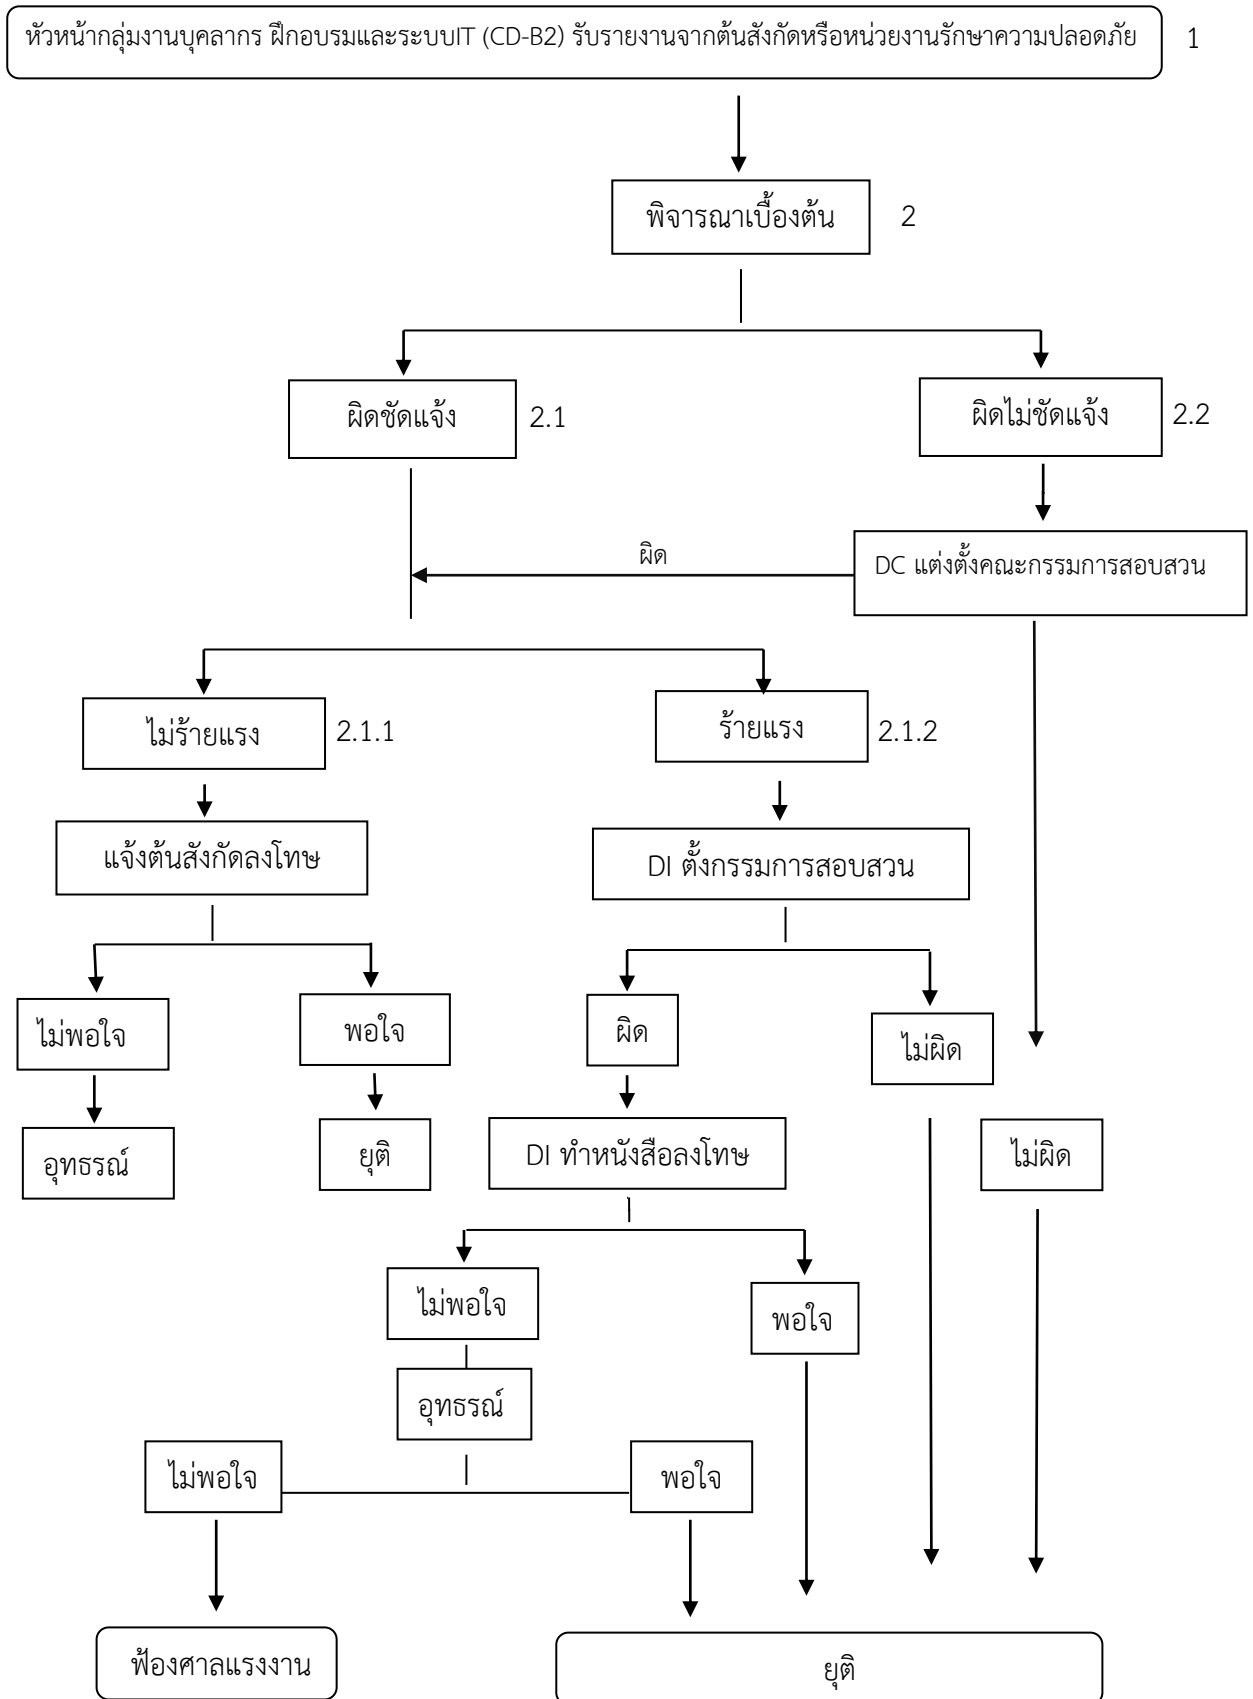 หัวหน้ากลุ่มงานบุคลากร ฝึกอบรมและระบบIT (CD-B2) รับรายงานจากต้นสังกัดหรือหน่วยงานรักษาความปลอดภัย 1
พิจารณาเบื้องต้น 2
ผิดชัดแจ้ง 2.1
ผิดไม่ชัดแจ้ง 2.2
ผิด
DC แต่งตั้งคณะกรรมการสอบสวน
ไม่ร้ายแรง 2.1.1
ร้ายแรง 2.1.2
แจ้งต้นสังกัดลงโทษ
DI ตั้งกรรมการสอบสวน
ไม่พอใจ
พอใจ
ผิด
ไม่ผิด
อุทธรณ์
ยุติ
DI ทำหนังสือลงโทษ
ไม่ผิด
ไม่พอใจ
พอใจ
อุทธรณ์
ไม่พอใจ
พอใจ
ฟ้องศาลแรงงาน
ยุติ